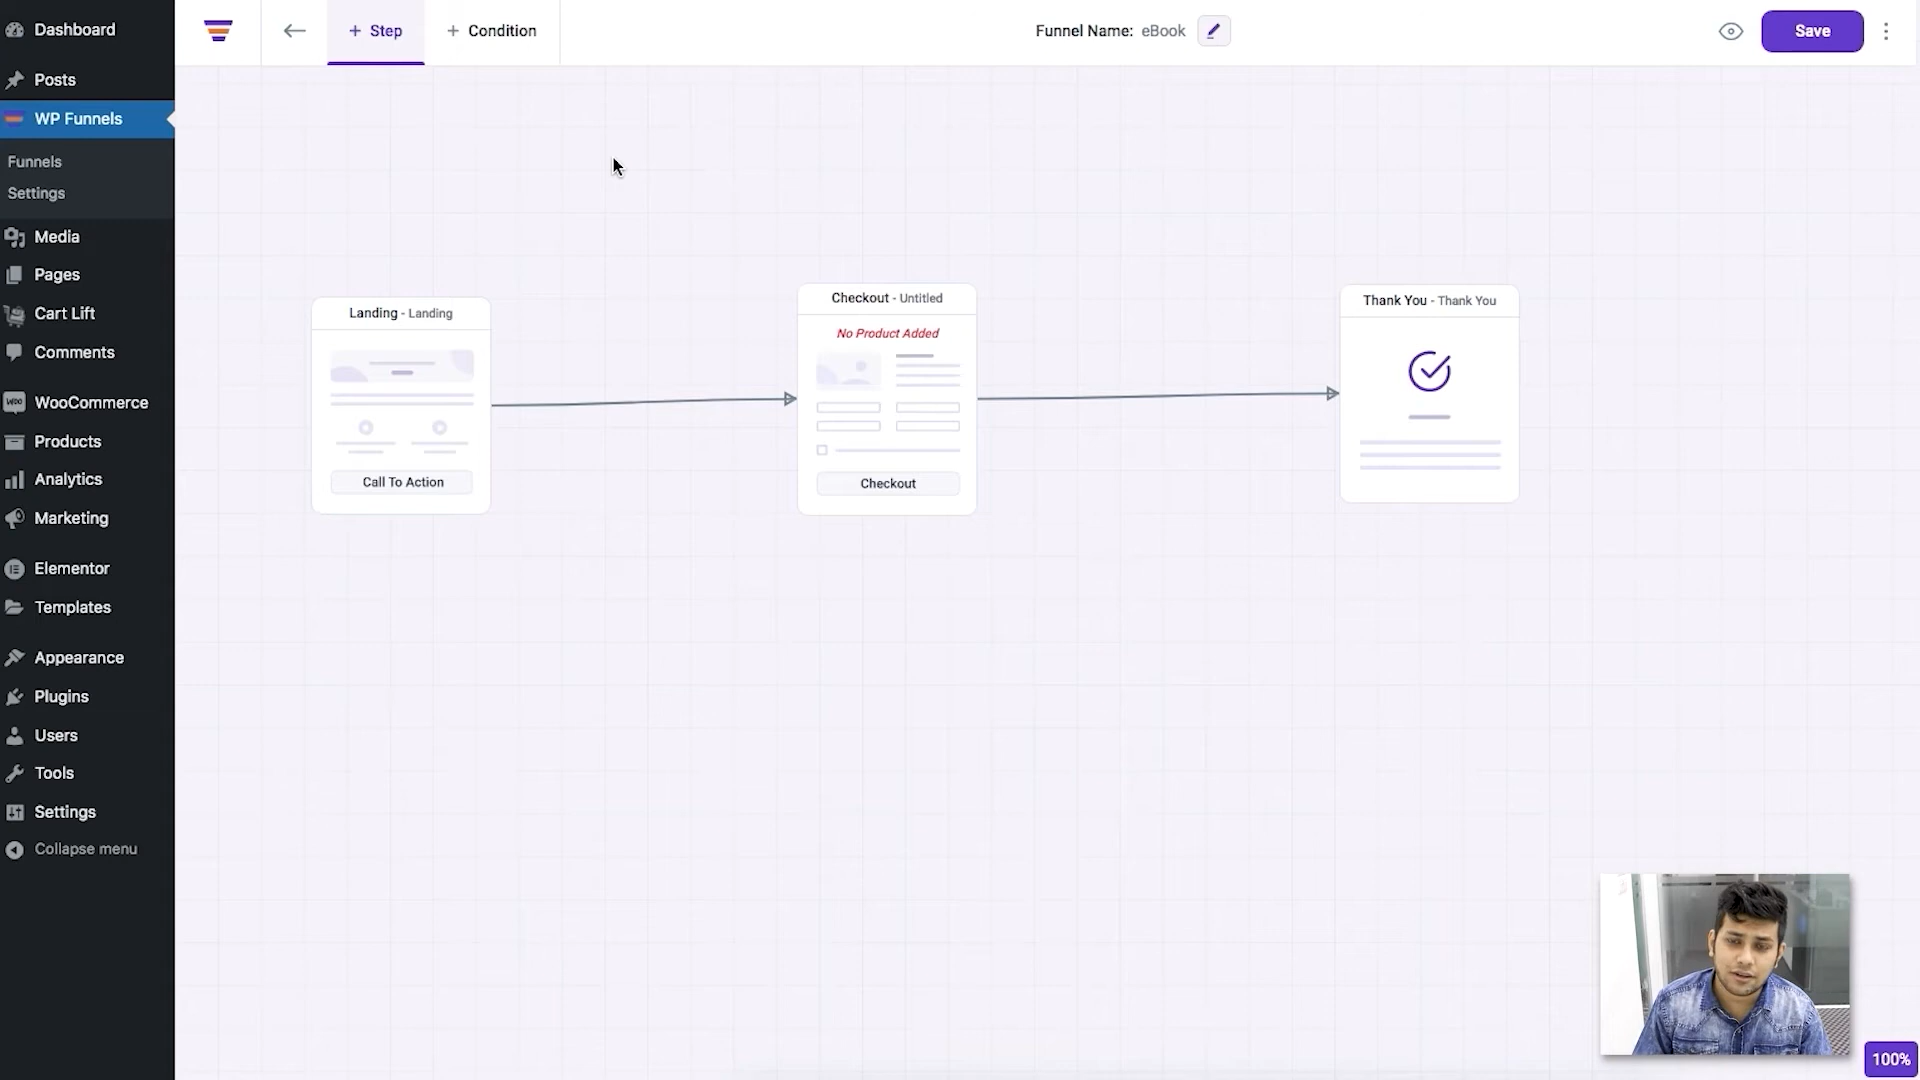 Dashboard
Posts
WP Funnels
Funnels
Settings
Media
Pages
Cart Lift
Comments
WOO WooCommerce
Products
Analytics
Marketing
Elementor
Templates
Appearance
Plugins
Users
Tools
Settings
Collapse menu
+ Step
+ Condition
Funnel Name: eBook
Save
Landing - Landing
Call To Action
Checkout - Untitled
No Product Added
Checkout
Thank You - Thank You
100%